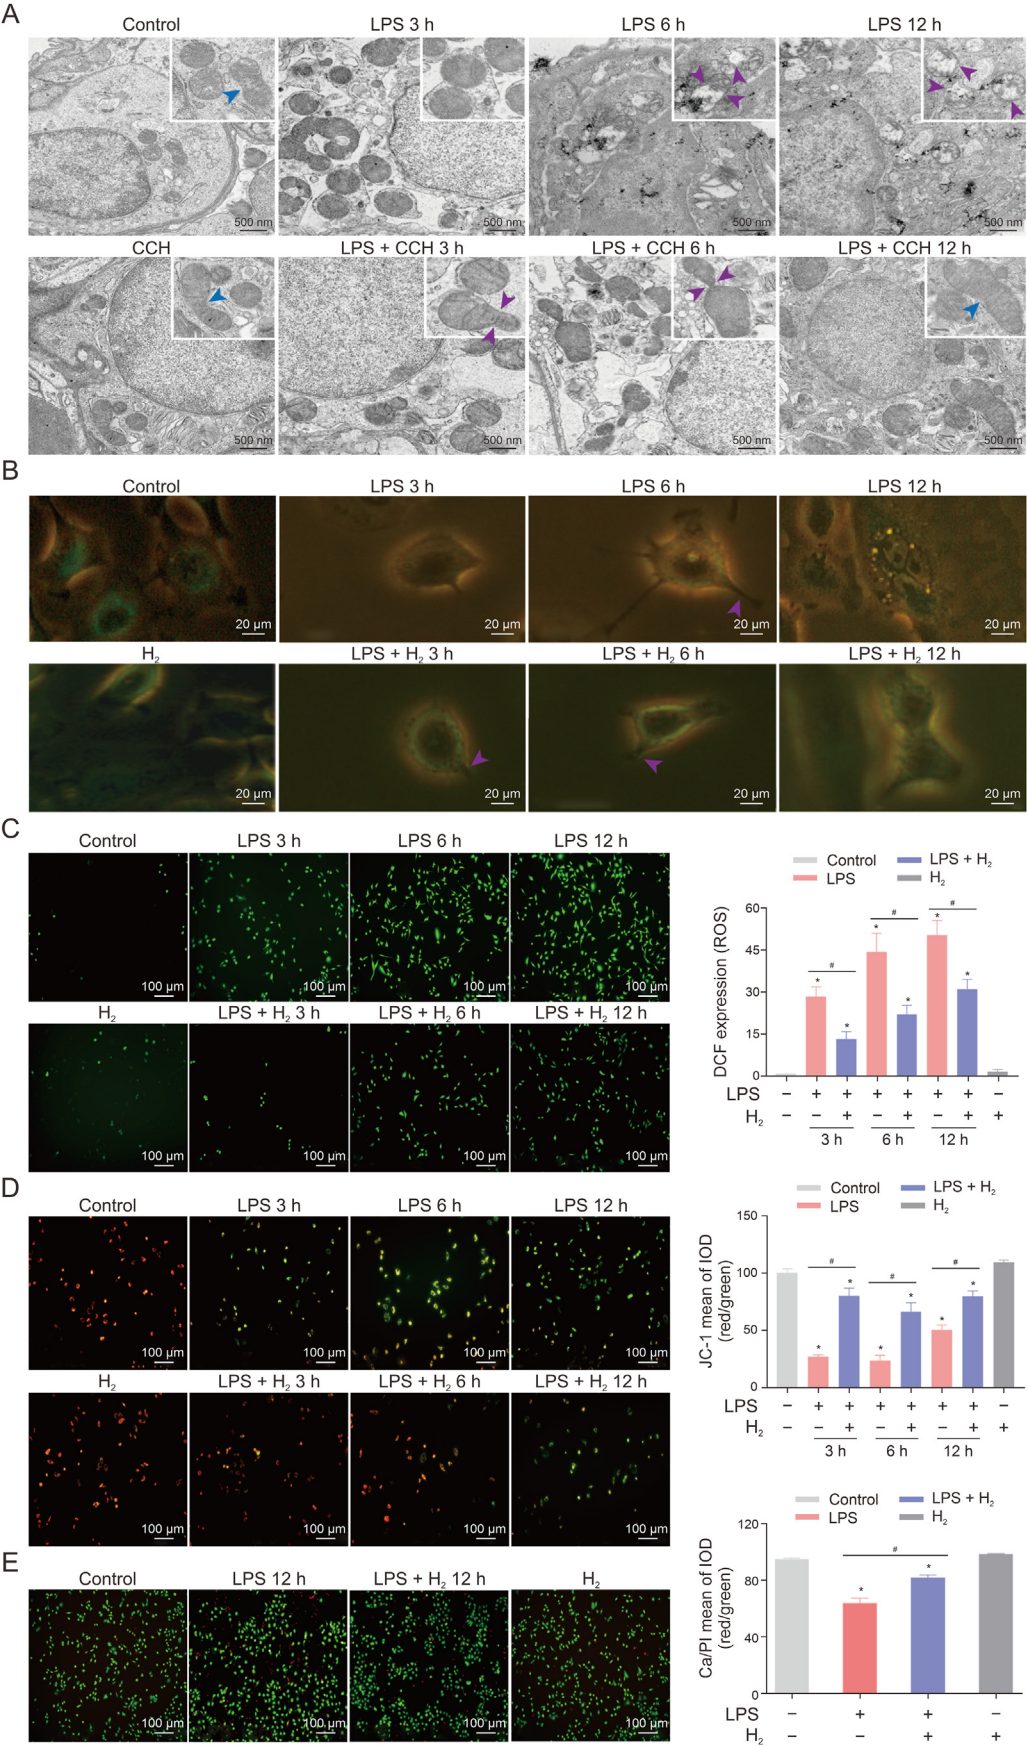 A
Control
LPS 3 h
LPS 6 h
LPS 12 h
500 nm
500 nm
500 nm
500 nm
CCH
LPS + CCH 3 h
LPS + CCH 6 h
LPS + CCH 12 h
500 nm
500 nm
500 nm
500 nm
B
Control
LPS 3 h
LPS 6 h
LPS 12 h
20 µm
20 µm
20 µm
20 µm
H₂
LPS + H₂ 3 h
LPS + H₂ 6 h
LPS + H₂ 12 h
20 µm
20 µm
20 µm
20 µm
C
Control
LPS 3 h
LPS 6 h
LPS 12 h
100 µm
100 µm
100 µm
100 µm
H₂
LPS + H₂ 3 h
LPS + H₂ 6 h
LPS + H₂ 12 h
100 µm
100 µm
100 µm
100 µm
Control
LPS + H₂
LPS
H₂
DCF expression (ROS)
60
45
30
15
0
* # * * # * * # *
LPS − + + + + + + −
H₂ − − + − + − + +
3 h
6 h
12 h
D
Control
LPS 3 h
LPS 6 h
LPS 12 h
100 µm
100 µm
100 µm
100 µm
H₂
LPS + H₂ 3 h
LPS + H₂ 6 h
LPS + H₂ 12 h
100 µm
100 µm
100 µm
100 µm
Control
LPS + H₂
LPS
H₂
JC-1 mean of IOD
(red/green)
150
100
50
0
* # * * # * * # *
LPS − + + + + + + −
H₂ − − + − + − + +
3 h
6 h
12 h
E
Control
LPS 12 h
LPS + H₂ 12 h
H₂
100 µm
100 µm
100 µm
100 µm
Control
LPS + H₂
LPS
H₂
Ca/PI mean of IOD
(red/green)
120
80
40
0
* # *
LPS − + + −
H₂ − − + +